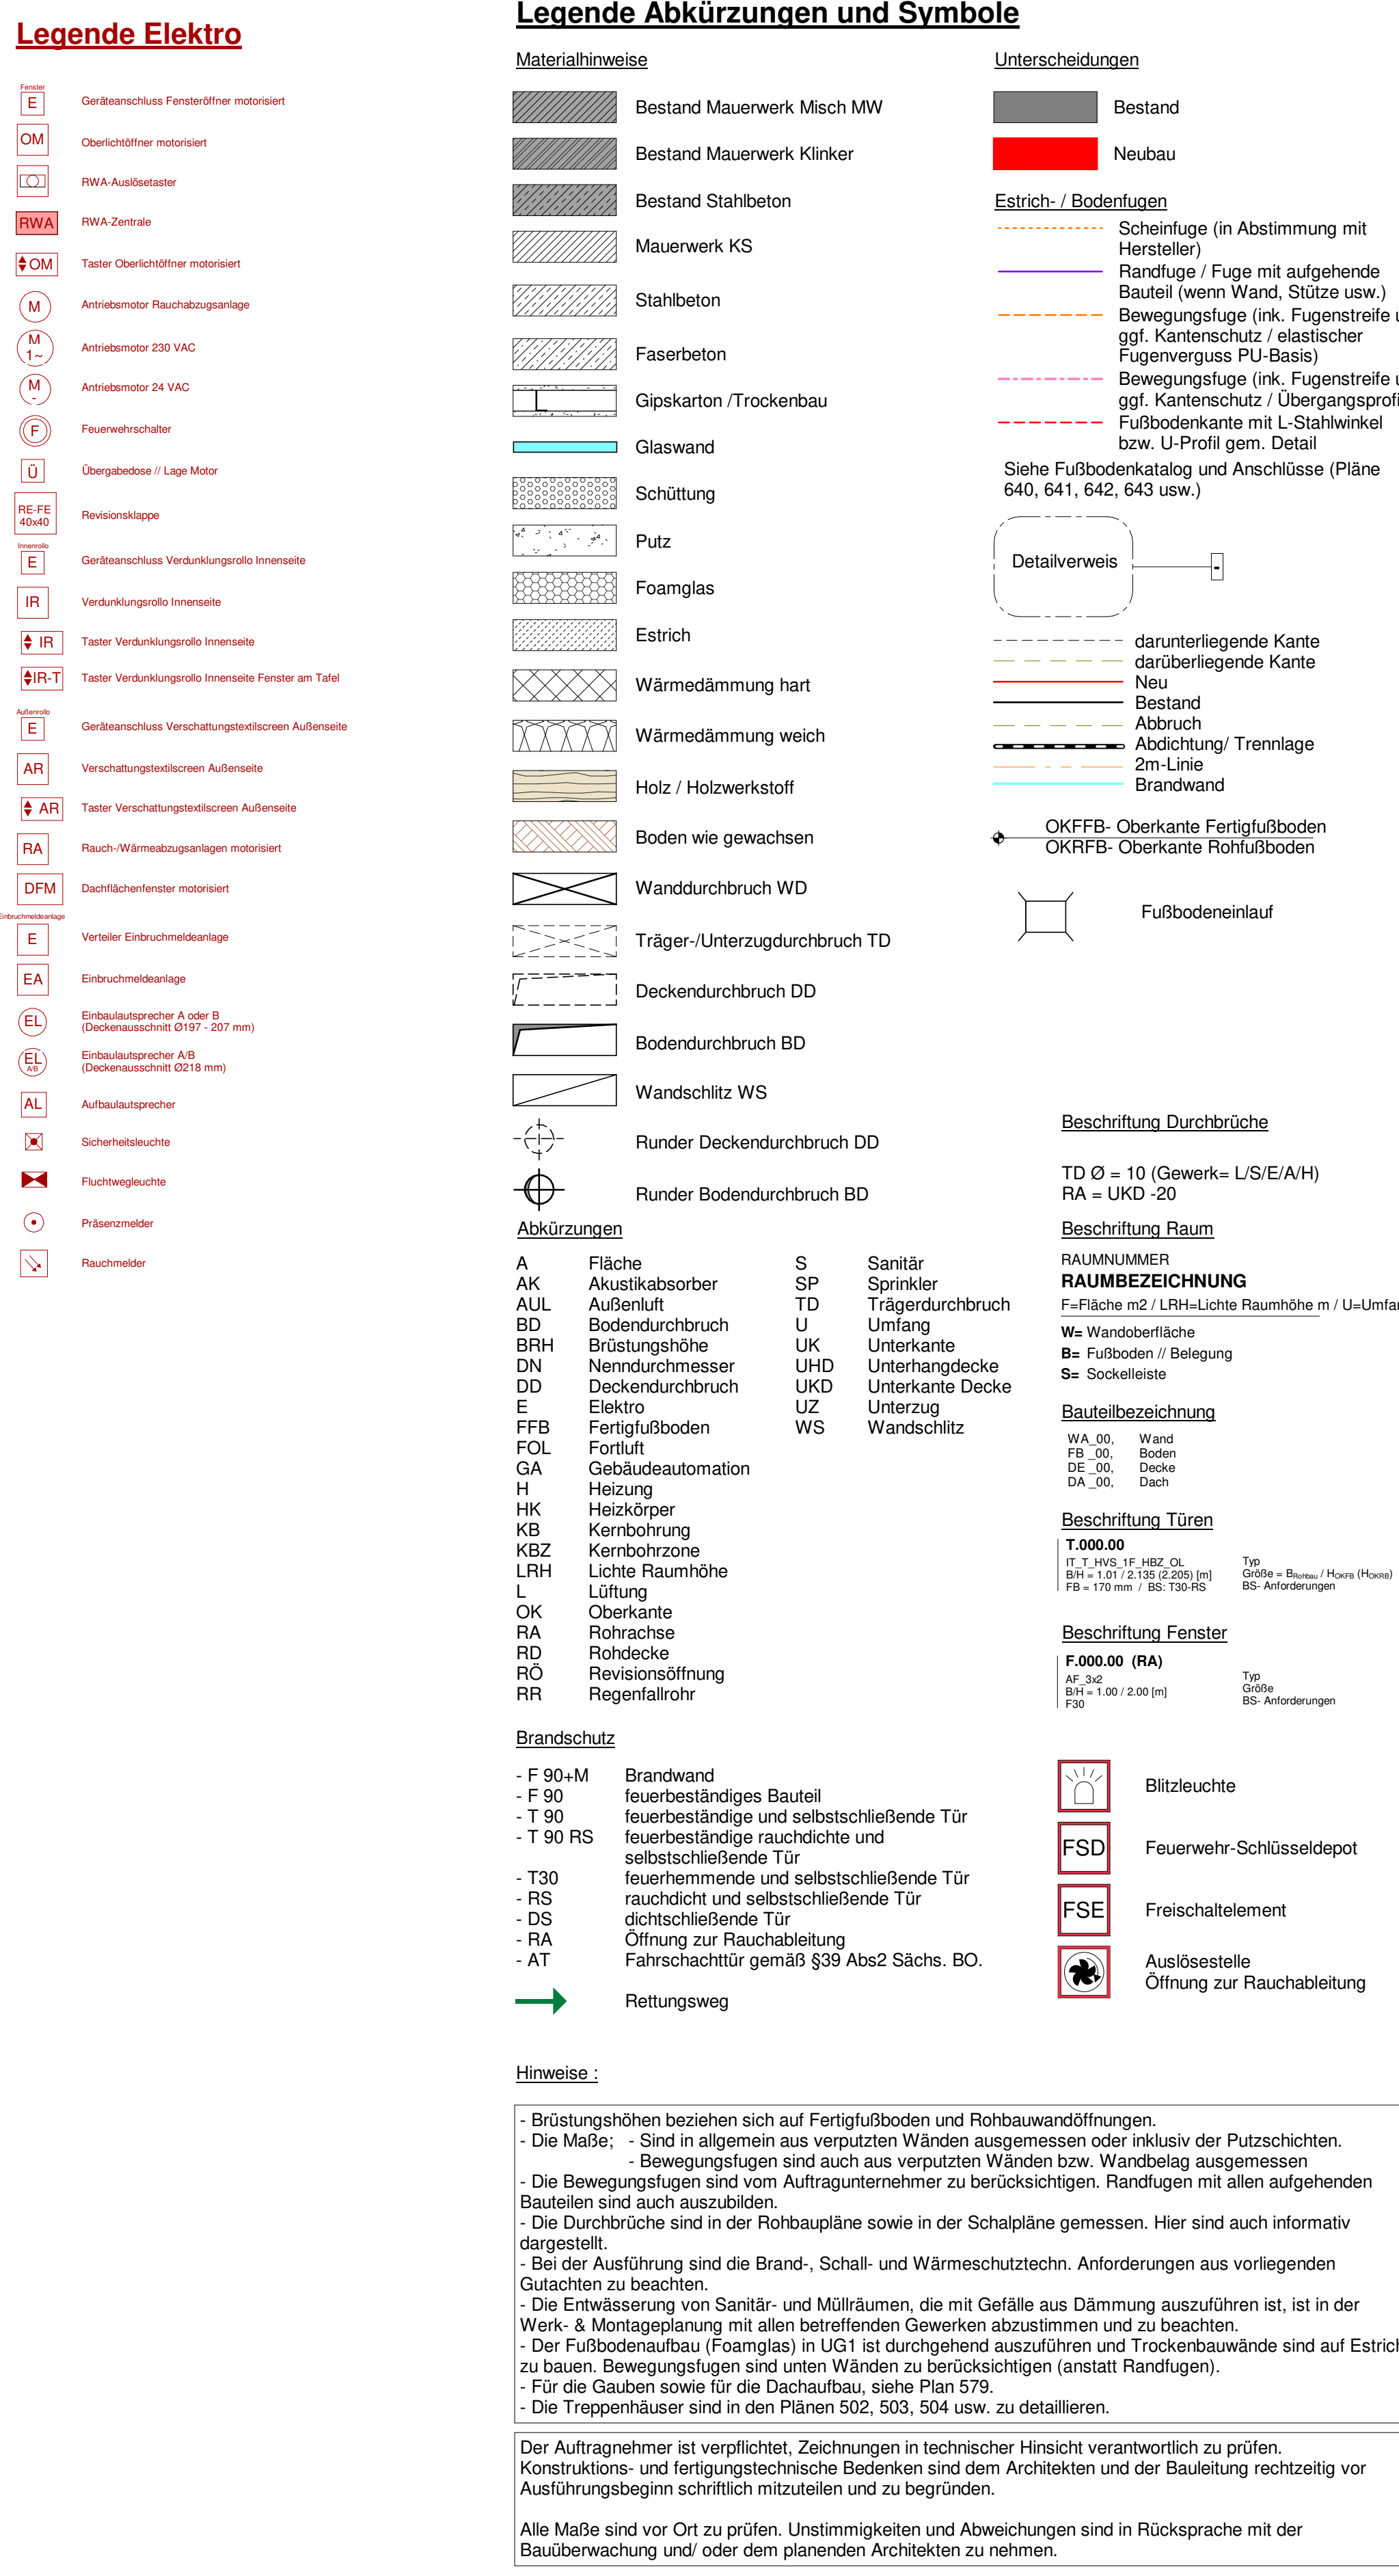 Legende Elektro
Fenster
E
Geräteanschluss Fensteröffner motorisiert
OM
Oberlichtöffner motorisiert
RWA-Auslösetaster
RWA
RWA-Zentrale
OM
Taster Oberlichtöffner motorisiert
M
Antriebsmotor Rauchabzugsanlage
M
1~
Antriebsmotor 230 VAC
M
-
Antriebsmotor 24 VAC
F
Feuerwehrschalter
Ü
Übergabedose // Lage Motor
RE-FE
40x40
Revisionsklappe
Innenrollo
E
Geräteanschluss Verdunklungsrollo Innenseite
IR
Verdunklungsrollo Innenseite
IR
Taster Verdunklungsrollo Innenseite
IR-T
Taster Verdunklungsrollo Innenseite Fenster am Tafel
Außenrollo
E
Geräteanschluss Verschattungstextilscreen Außenseite
AR
Verschattungstextilscreen Außenseite
AR
Taster Verschattungstextilscreen Außenseite
RA
Rauch-/Wärmeabzugsanlagen motorisiert
DFM
Dachflächenfenster motorisiert
Einbruchmeldeanlage
E
Verteiler Einbruchmeldeanlage
EA
Einbruchmeldeanlage
EL
Einbaulautsprecher A oder B
(Deckenausschnitt Ø197 - 207 mm)
EL
A/B
Einbaulautsprecher A/B
(Deckenausschnitt Ø218 mm)
AL
Aufbaulautsprecher
Sicherheitsleuchte
Fluchtwegleuchte
Präsenzmelder
Rauchmelder
Legende Abkürzungen und Symbole
Materialhinweise
Bestand Mauerwerk Misch MW
Bestand Mauerwerk Klinker
Bestand Stahlbeton
Mauerwerk KS
Stahlbeton
Faserbeton
Gipskarton /Trockenbau
Glaswand
Schüttung
Putz
Foamglas
Estrich
Wärmedämmung hart
Wärmedämmung weich
Holz / Holzwerkstoff
Boden wie gewachsen
Wanddurchbruch WD
Träger-/Unterzugdurchbruch TD
Deckendurchbruch DD
Bodendurchbruch BD
Wandschlitz WS
Runder Deckendurchbruch DD
Runder Bodendurchbruch BD
Unterscheidungen
Bestand
Neubau
Estrich- / Bodenfugen
Scheinfuge (in Abstimmung mit
Hersteller)
Randfuge / Fuge mit aufgehende
Bauteil (wenn Wand, Stütze usw.)
Bewegungsfuge (ink. Fugenstreife u
ggf. Kantenschutz / elastischer
Fugenverguss PU-Basis)
Bewegungsfuge (ink. Fugenstreife u
ggf. Kantenschutz / Übergangsprofi
Fußbodenkante mit L-Stahlwinkel
bzw. U-Profil gem. Detail
Siehe Fußbodenkatalog und Anschlüsse (Pläne
640, 641, 642, 643 usw.)
Detailverweis
-
darunterliegende Kante
darüberliegende Kante
Neu
Bestand
Abbruch
Abdichtung/ Trennlage
2m-Linie
Brandwand
OKFFB- Oberkante Fertigfußboden
OKRFB- Oberkante Rohfußboden
Fußbodeneinlauf
Abkürzungen
A Fläche
AK Akustikabsorber
AUL Außenluft
BD Bodendurchbruch
BRH Brüstungshöhe
DN Nenndurchmesser
DD Deckendurchbruch
E Elektro
FFB Fertigfußboden
FOL Fortluft
GA Gebäudeautomation
H Heizung
HK Heizkörper
KB Kernbohrung
KBZ Kernbohrzone
LRH Lichte Raumhöhe
L Lüftung
OK Oberkante
RA Rohrachse
RD Rohdecke
RÖ Revisionsöffnung
RR Regenfallrohr
S Sanitär
SP Sprinkler
TD Trägerdurchbruch
U Umfang
UK Unterkante
UHD Unterhangdecke
UKD Unterkante Decke
UZ Unterzug
WS Wandschlitz
Beschriftung Durchbrüche
TD Ø = 10 (Gewerk= L/S/E/A/H)
RA = UKD -20
Beschriftung Raum
RAUMNUMMER
RAUMBEZEICHNUNG
F=Fläche m2 / LRH=Lichte Raumhöhe m / U=Umfan
W= Wandoberfläche
B= Fußboden // Belegung
S= Sockelleiste
Bauteilbezeichnung
WA_00, Wand
FB _00, Boden
DE _00, Decke
DA _00, Dach
Beschriftung Türen
T.000.00
IT_T_HVS_1F_HBZ_OL Typ
B/H = 1.01 / 2.135 (2.205) [m] Größe = BRohbau / HOKFB (HOKRB)
FB = 170 mm / BS: T30-RS BS- Anforderungen
Beschriftung Fenster
F.000.00 (RA)
AF_3x2 Typ
B/H = 1.00 / 2.00 [m] Größe
F30 BS- Anforderungen
Brandschutz
- F 90+M Brandwand
- F 90 feuerbeständiges Bauteil
- T 90 feuerbeständige und selbstschließende Tür
- T 90 RS feuerbeständige rauchdichte und
selbstschließende Tür
- T30 feuerhemmende und selbstschließende Tür
- RS rauchdicht und selbstschließende Tür
- DS dichtschließende Tür
- RA Öffnung zur Rauchableitung
- AT Fahrschachttür gemäß §39 Abs2 Sächs. BO.
Rettungsweg
Blitzleuchte
FSD Feuerwehr-Schlüsseldepot
FSE Freischaltelement
Auslösestelle
Öffnung zur Rauchableitung
Hinweise :
- Brüstungshöhen beziehen sich auf Fertigfußboden und Rohbauwandöffnungen.
- Die Maße; - Sind in allgemein aus verputzten Wänden ausgemessen oder inklusiv der Putzschichten.
- Bewegungsfugen sind auch aus verputzten Wänden bzw. Wandbelag ausgemessen
- Die Bewegungsfugen sind vom Auftragunternehmer zu berücksichtigen. Randfugen mit allen aufgehenden
Bauteilen sind auch auszubilden.
- Die Durchbrüche sind in der Rohbaupläne sowie in der Schalpläne gemessen. Hier sind auch informativ
dargestellt.
- Bei der Ausführung sind die Brand-, Schall- und Wärmeschutztechn. Anforderungen aus vorliegenden
Gutachten zu beachten.
- Die Entwässerung von Sanitär- und Müllräumen, die mit Gefälle aus Dämmung auszuführen ist, ist in der
Werk- & Montageplanung mit allen betreffenden Gewerken abzustimmen und zu beachten.
- Der Fußbodenaufbau (Foamglas) in UG1 ist durchgehend auszuführen und Trockenbauwände sind auf Estrich
zu bauen. Bewegungsfugen sind unten Wänden zu berücksichtigen (anstatt Randfugen).
- Für die Gauben sowie für die Dachaufbau, siehe Plan 579.
- Die Treppenhäuser sind in den Plänen 502, 503, 504 usw. zu detaillieren.
Der Auftragnehmer ist verpflichtet, Zeichnungen in technischer Hinsicht verantwortlich zu prüfen.
Konstruktions- und fertigungstechnische Bedenken sind dem Architekten und der Bauleitung rechtzeitig vor
Ausführungsbeginn schriftlich mitzuteilen und zu begründen.
Alle Maße sind vor Ort zu prüfen. Unstimmigkeiten und Abweichungen sind in Rücksprache mit der
Bauüberwachung und/ oder dem planenden Architekten zu nehmen.